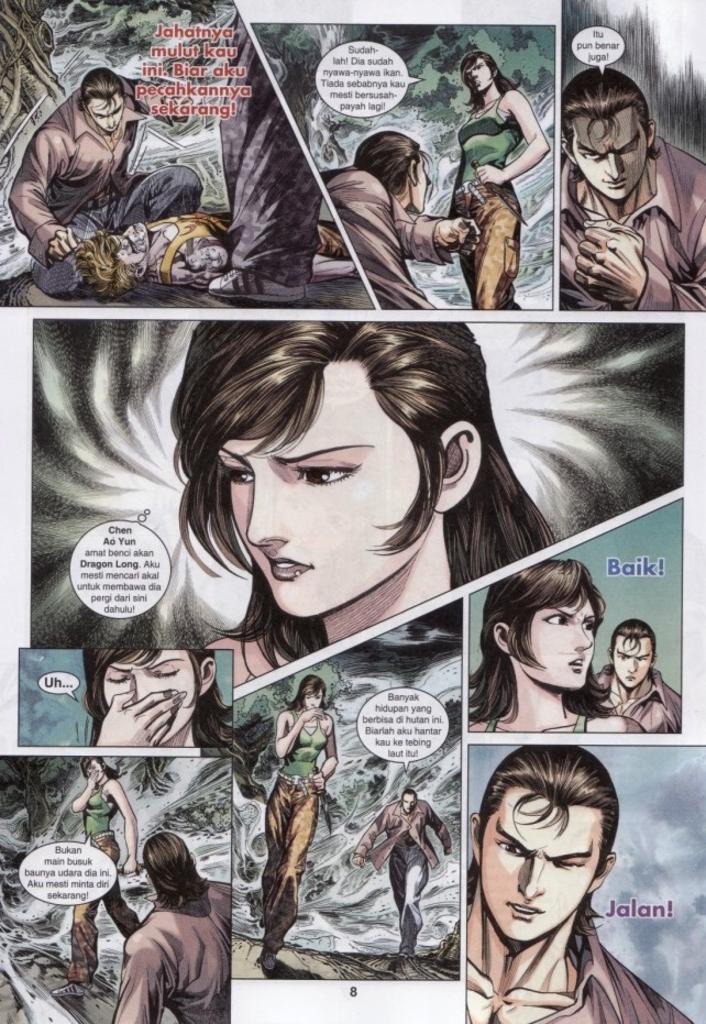 Jahatnya
mulut kau
ini. Biar aku
pecahkannya
sekarang!
Sudah-
lah! Dia sudah
nyawa-nyawa ikan.
Tiada sebabnya kau
mesti bersusah-
payah lagi!
Itu
pun benar
juga!
Chen
Ao Yun
amat benci akan
Dragon Long. Aku
mesti mencari akal
untuk membawa dia
pergi dari sini
dahulu!
Baik!
Uh...
Banyak
hidupan yang
berbisa di hutan ini.
Biarlah aku hantar
kau ke tebing
laut itu!
Bukan
main busuk
baunya udara dia ini.
Aku mesti minta diri
sekarang!
Jalan!
8